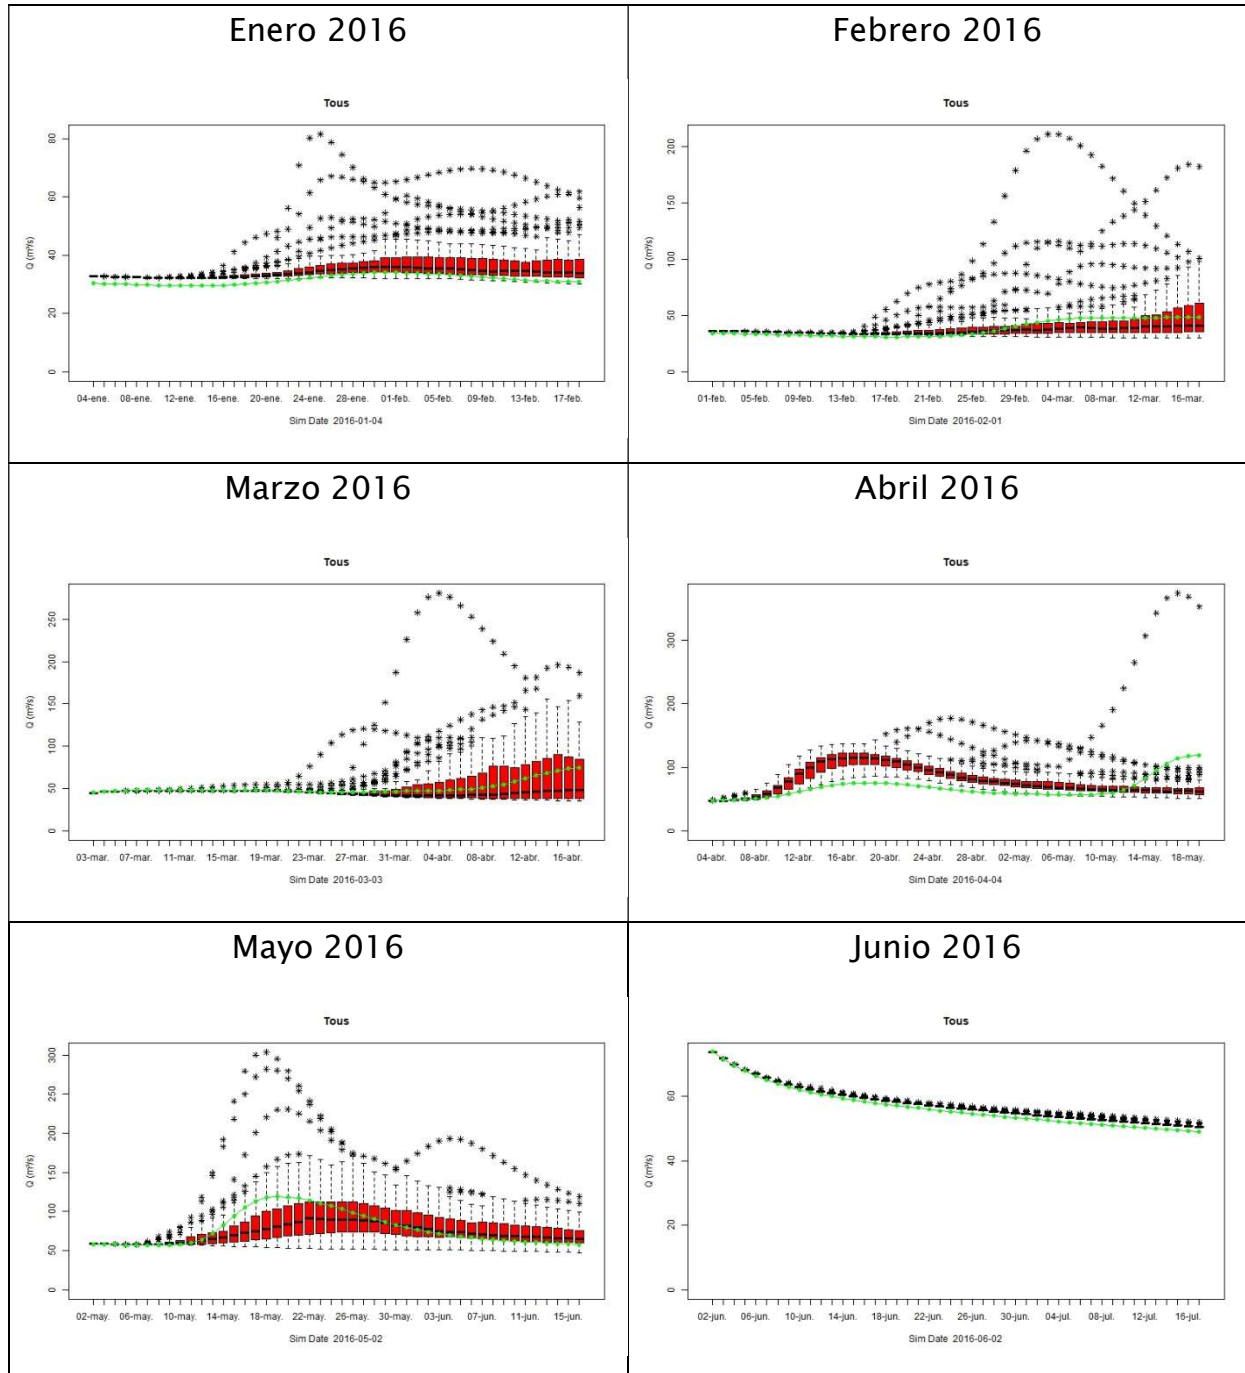 Enero 2016
Tous
Q (m³/s)
80
60
40
20
0
04-ene. 08-ene. 12-ene. 16-ene. 20-ene. 24-ene. 28-ene. 01-feb. 05-feb. 09-feb. 13-feb. 17-feb.
Sim Date 2016-01-04
Febrero 2016
Tous
Q (m³/s)
200
150
100
50
0
01-feb. 05-feb. 09-feb. 13-feb. 17-feb. 21-feb. 25-feb. 29-feb. 04-mar. 08-mar. 12-mar. 16-mar.
Sim Date 2016-02-01
Marzo 2016
Tous
Q (m³/s)
250
200
150
100
50
0
03-mar. 07-mar. 11-mar. 15-mar. 19-mar. 23-mar. 27-mar. 31-mar. 04-abr. 08-abr. 12-abr. 16-abr.
Sim Date 2016-03-03
Abril 2016
Tous
Q (m³/s)
300
200
100
0
04-abr. 08-abr. 12-abr. 16-abr. 20-abr. 24-abr. 28-abr. 02-may. 06-may. 10-may. 14-may. 18-may.
Sim Date 2016-04-04
Mayo 2016
Tous
Q (m³/s)
300
250
200
150
100
50
0
02-may. 06-may. 10-may. 14-may. 18-may. 22-may. 26-may. 30-may. 03-jun. 07-jun. 11-jun. 15-jun.
Sim Date 2016-05-02
Junio 2016
Tous
Q (m³/s)
60
40
20
0
02-jun. 06-jun. 10-jun. 14-jun. 18-jun. 22-jun. 26-jun. 30-jun. 04-jul. 08-jul. 12-jul. 16-jul.
Sim Date 2016-06-02